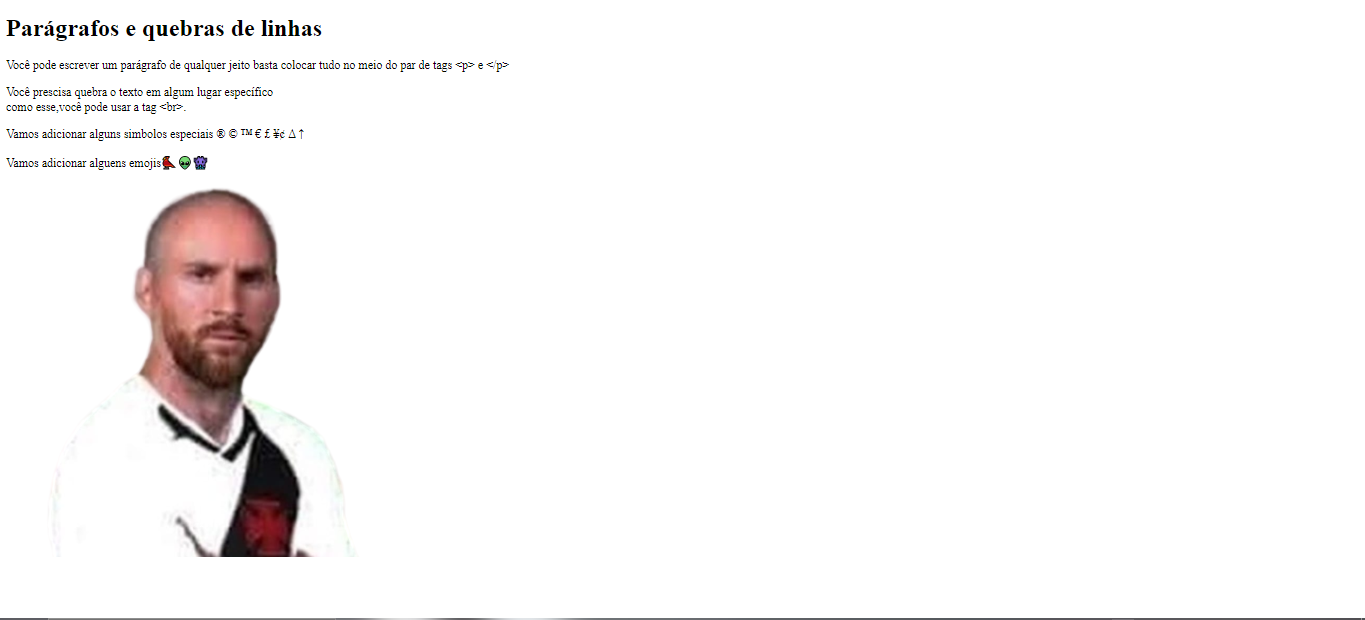 Parágrafos e quebras de linhas
Você pode escrever um parágrafo de qualquer jeito basta colocar tudo no meio do par de tags <p> e </p>
Você prescisa quebra o texto em algum lugar específico
como esse,você pode usar a tag <br>.
Vamos adicionar alguns simbolos especiais ® © ™ € £ ¥¢ ∆ ↑
Vamos adicionar alguens emojis🐦‍🔥👽👾